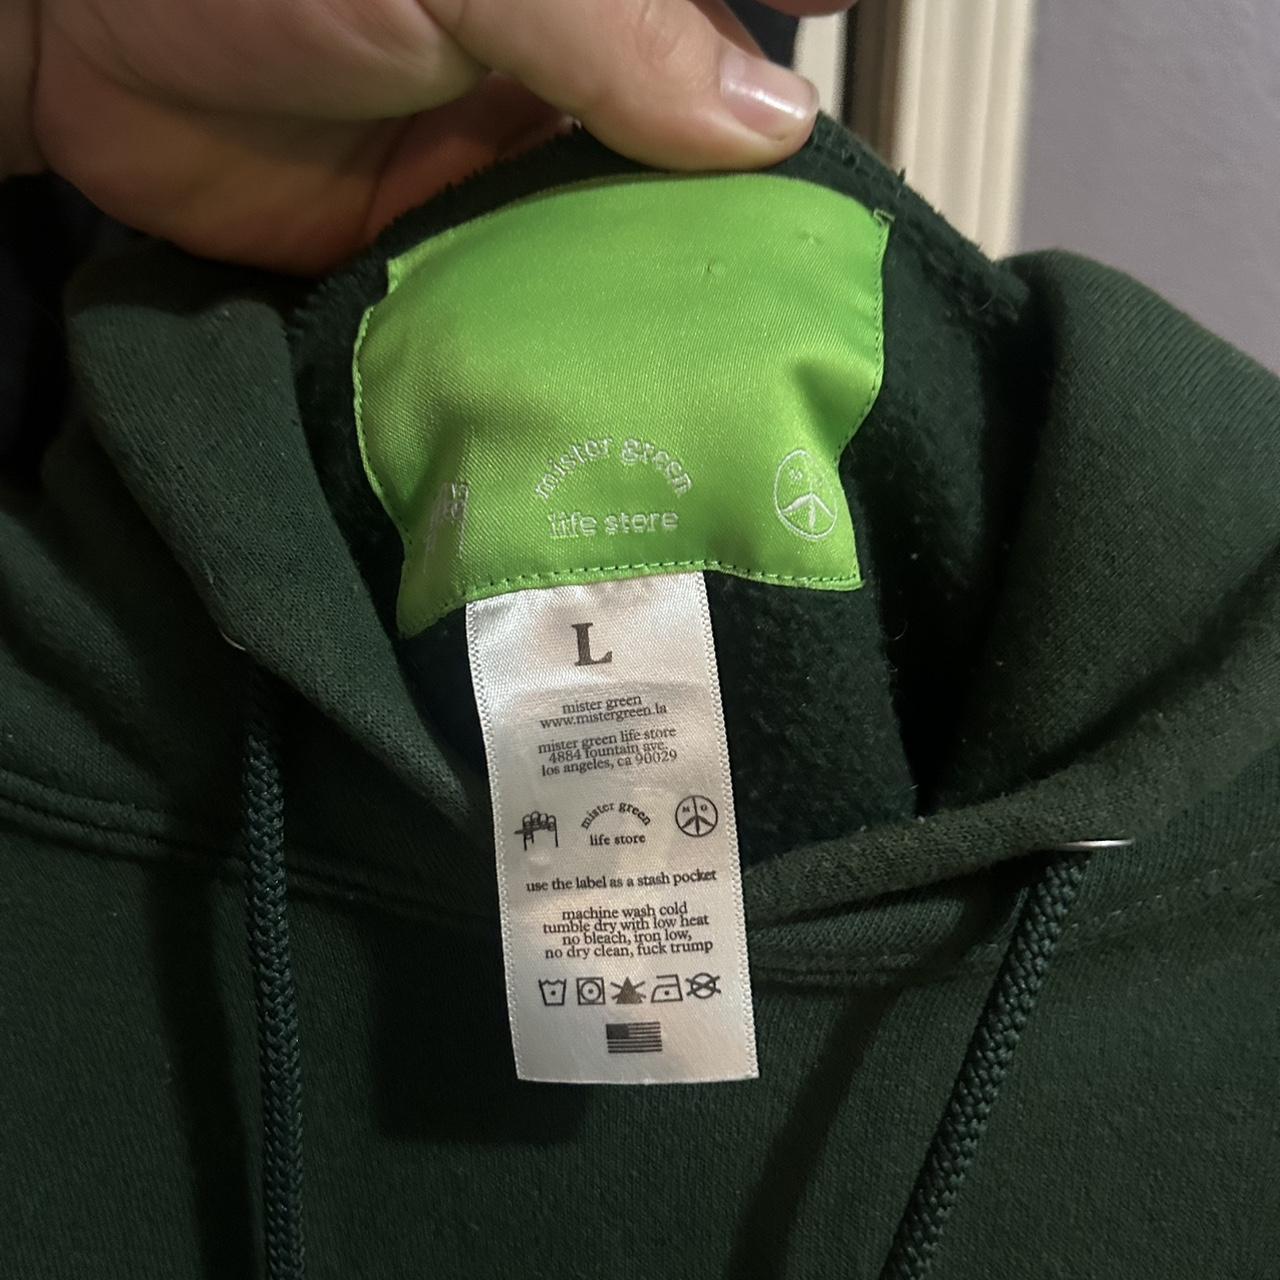 mister green
life store
L
mister green
www.mistergreen.la
mister green life store
4884 fountain ave.
los angeles, ca 90029
mister green
life store
M G
use the label as a stash pocket
machine wash cold
tumble dry with low heat
no bleach, iron low,
no dry clean, fuck trump